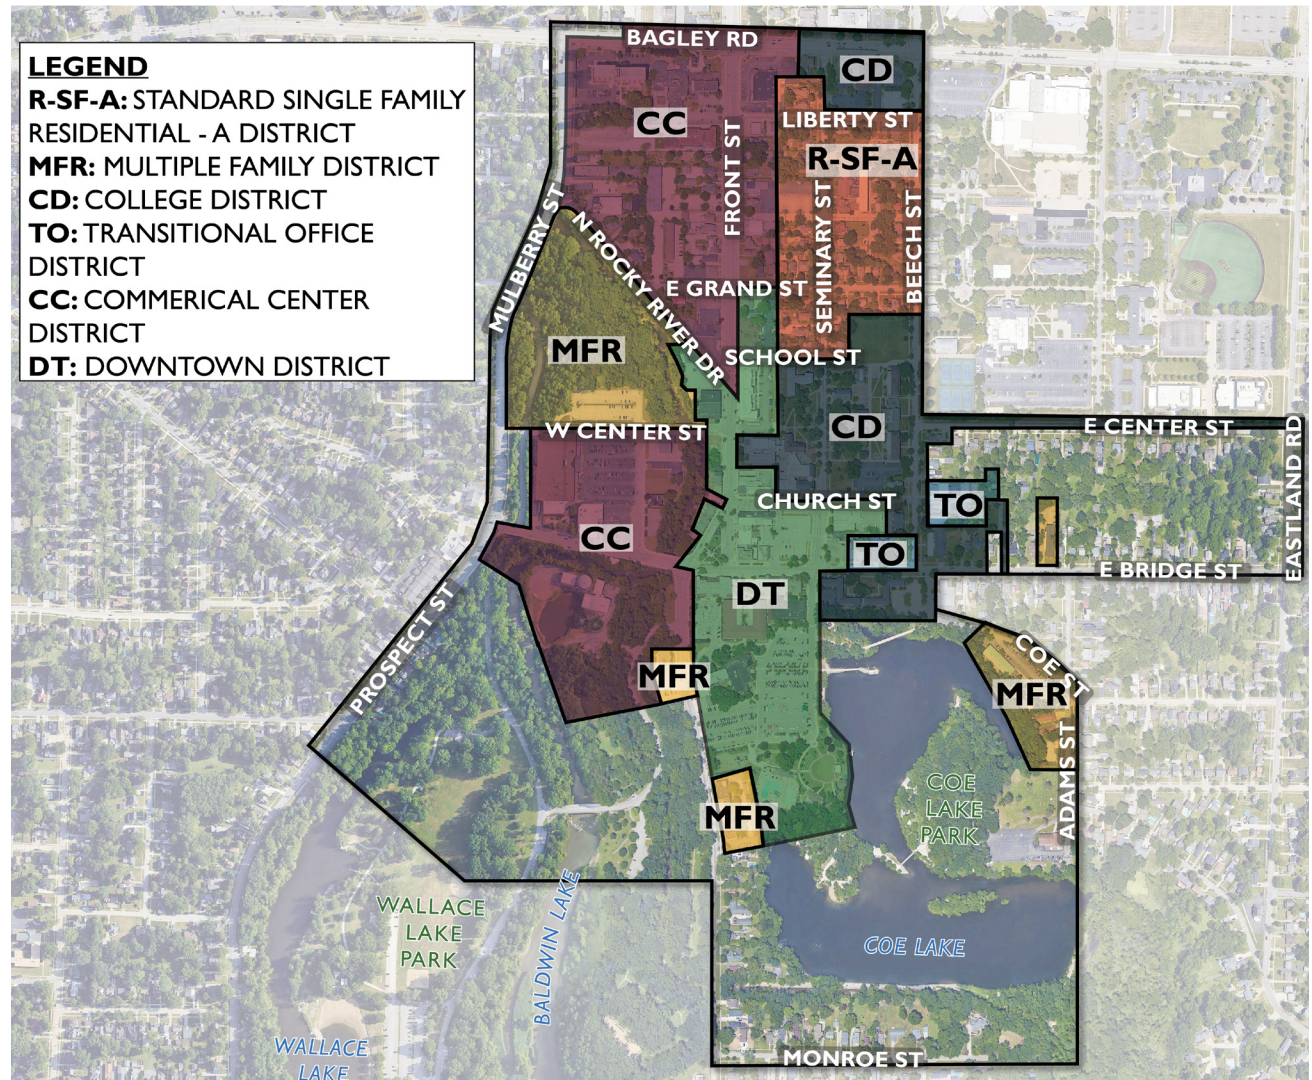 LEGEND
R-SF-A: STANDARD SINGLE FAMILY
RESIDENTIAL - A DISTRICT
MFR: MULTIPLE FAMILY DISTRICT
CD: COLLEGE DISTRICT
TO: TRANSITIONAL OFFICE
DISTRICT
CC: COMMERICAL CENTER
DISTRICT
DT: DOWNTOWN DISTRICT
BAGLEY RD
CD
CC
LIBERTY ST
FRONT ST
R-SF-A
SEMINARY ST
BEECH ST
MULBERRY ST
N ROCKY RIVER DR
E GRAND ST
MFR
SCHOOL ST
W CENTER ST
CD
E CENTER ST
EASTLAND RD
CHURCH ST
TO
CC
TO
E BRIDGE ST
DT
PROSPECT ST
MFR
COE ST
MFR
ADAMS ST
MFR
COE
LAKE
PARK
WALLACE
LAKE
PARK
BALDWIN LAKE
COE LAKE
WALLACE
LAKE
MONROE ST